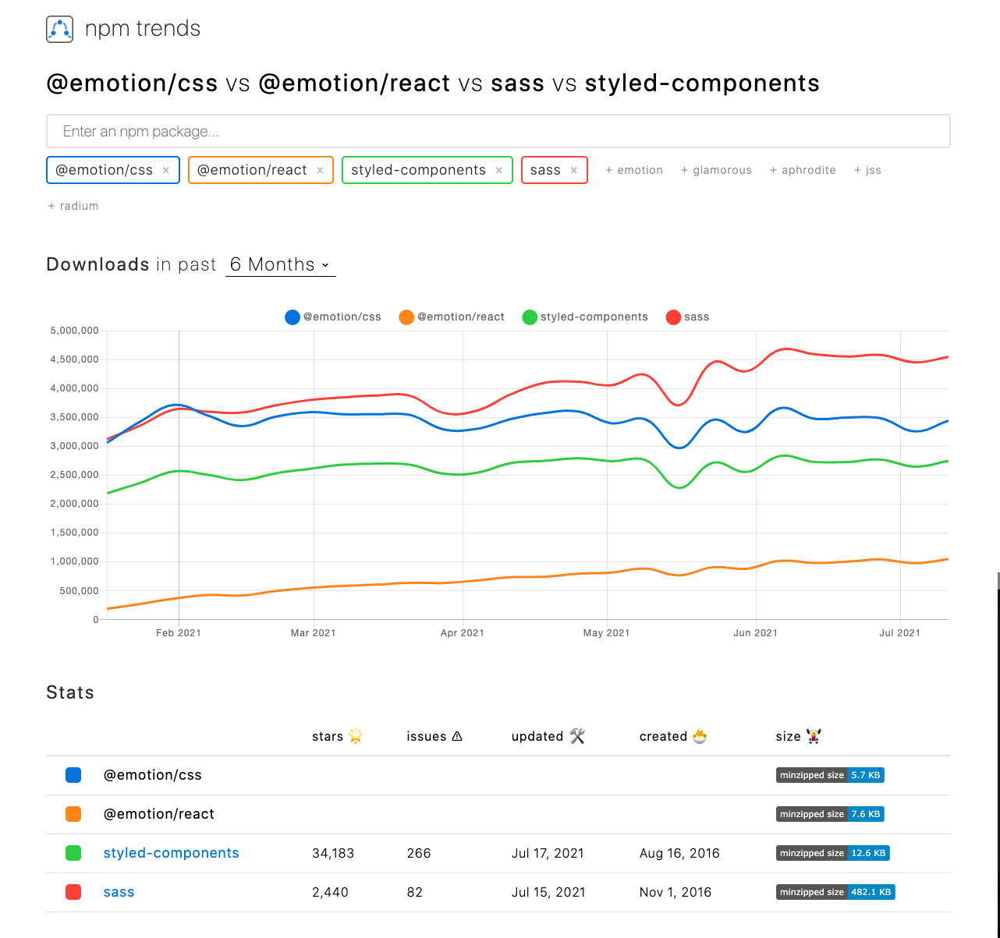 npm trends
@emotion/css vs @emotion/react vs sass vs styled-components
Enter an npm package...
@emotion/css × @emotion/react × styled-components × sass × + emotion + glamorous + aphrodite + jss
+ radium
Downloads in past 6 Months
@emotion/css @emotion/react styled-components sass
5,000,000
4,500,000
4,000,000
3,500,000
3,000,000
2,500,000
2,000,000
1,500,000
1,000,000
500,000
0
Feb 2021 Mar 2021 Apr 2021 May 2021 Jun 2021 Jul 2021
Stats
stars issues updated created size
@emotion/css minzipped size 5.7 KB
@emotion/react minzipped size 7.6 KB
styled-components 34,183 266 Jul 17, 2021 Aug 16, 2016 minzipped size 12.6 KB
sass 2,440 82 Jul 15, 2021 Nov 1, 2016 minzipped size 482.1 KB